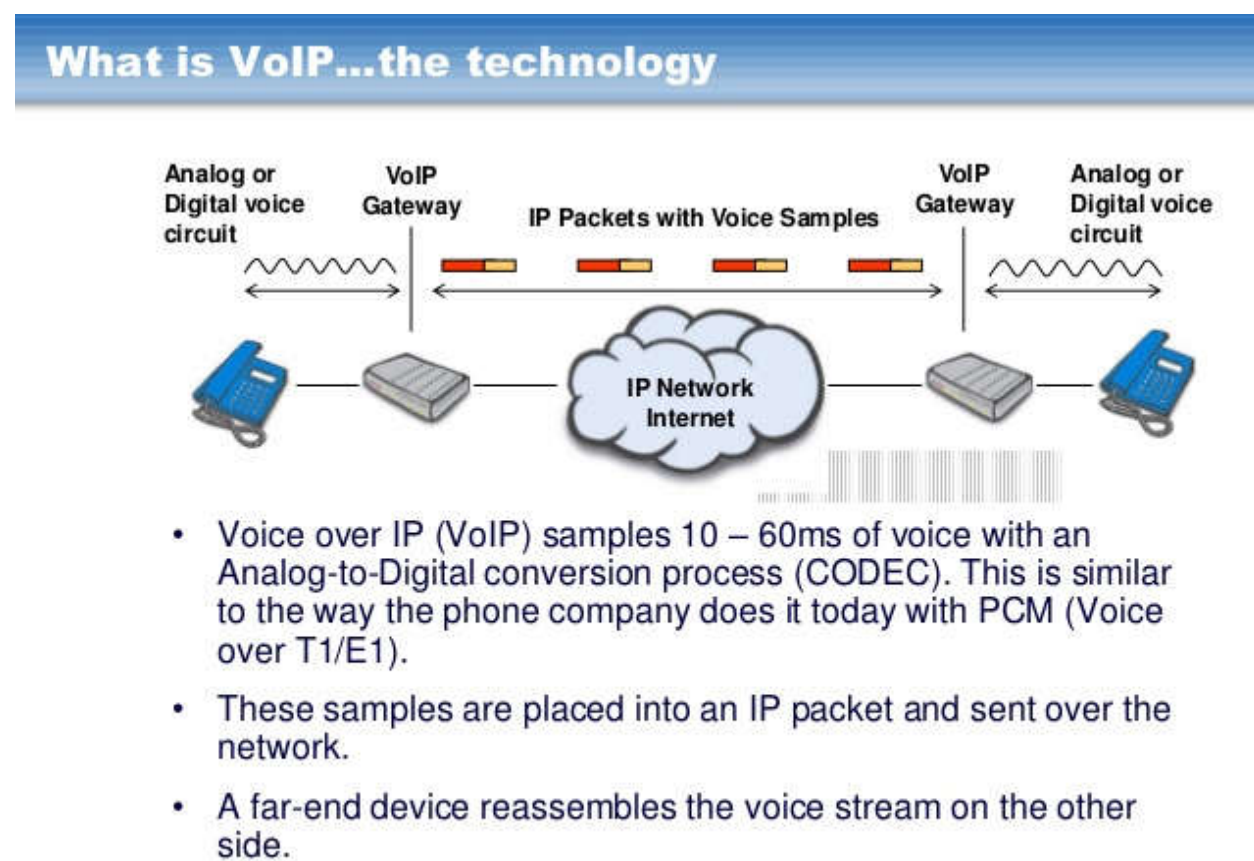 What is VoIP...the technology
Analog or
Digital voice
circuit
VoIP
Gateway
IP Packets with Voice Samples
VoIP
Gateway
Analog or
Digital voice
circuit
IP Network
Internet
• Voice over IP (VoIP) samples 10 – 60ms of voice with an
Analog-to-Digital conversion process (CODEC). This is similar
to the way the phone company does it today with PCM (Voice
over T1/E1).
• These samples are placed into an IP packet and sent over the
network.
• A far-end device reassembles the voice stream on the other
side.